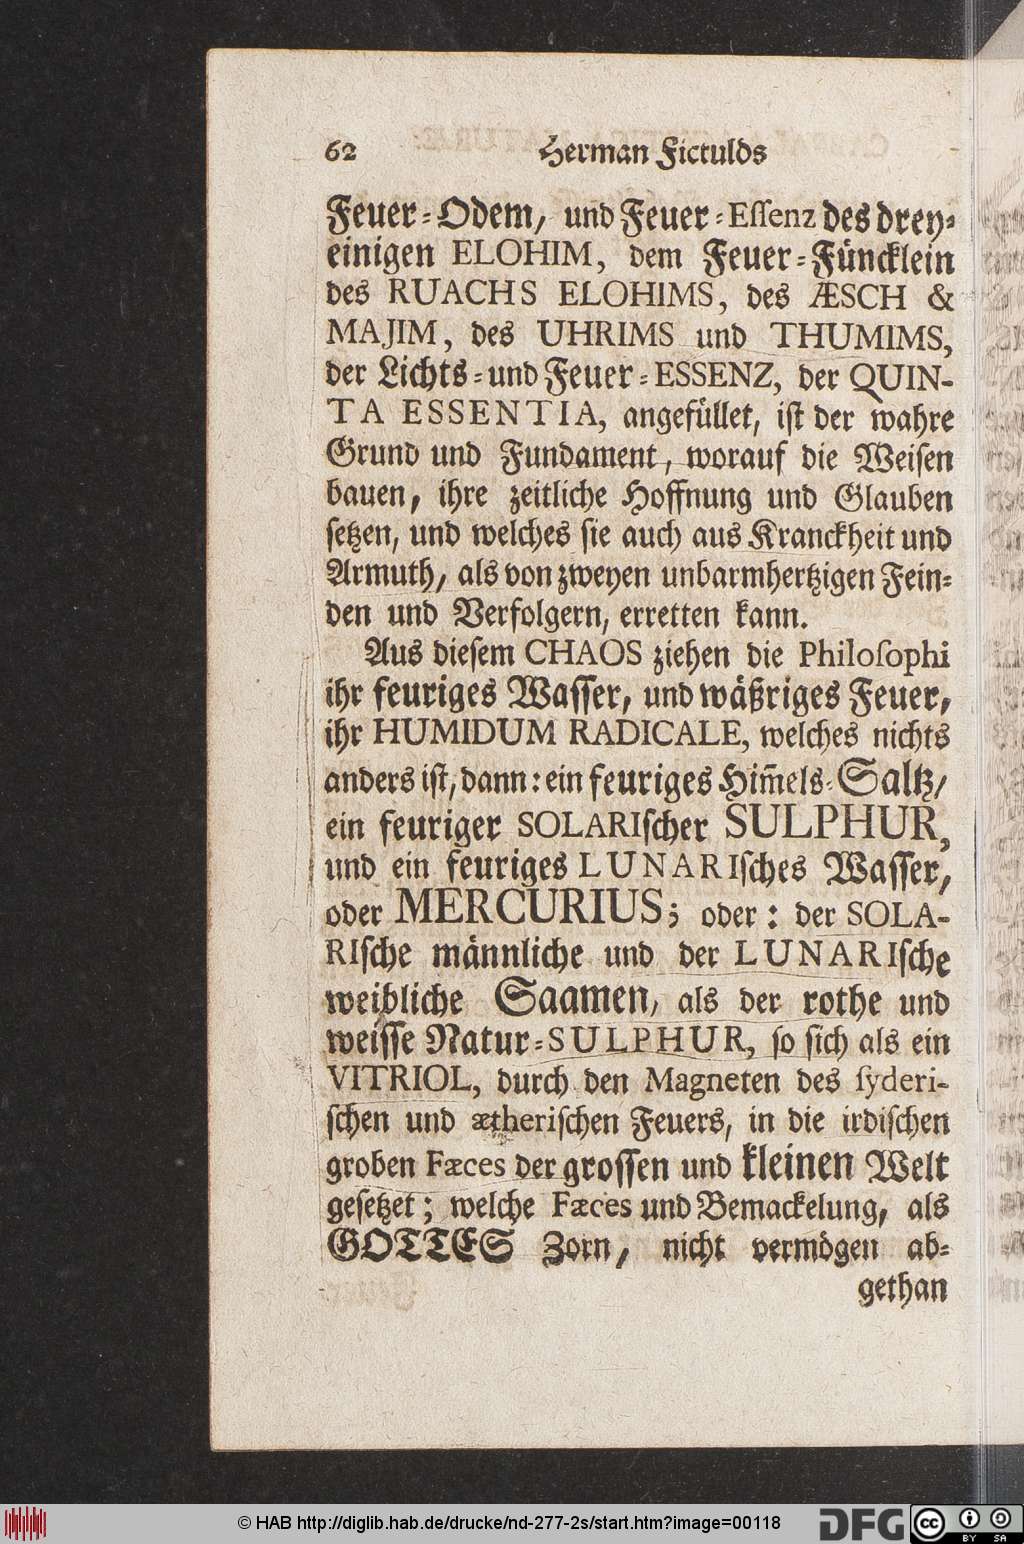 62 Herman Fictulds
Feuer-Odem, und Feuer-Essenz des drey-
einigen ELOHIM, dem Feuer-Füncklein
des RUACHS ELOHIMS, des ÆSCH &
MAJIM, des UHRIMS und THUMIMS,
der Lichts- und Feuer-ESSENZ, der QUIN-
TA ESSENTIA, angefüllet, ist der wahre
Grund und Fundament, worauf die Weisen
bauen, ihre zeitliche Hoffnung und Glauben
setzen, und welches sie auch aus Kranckheit und
Armuth, als von zweyen unbarmhertzigen Fein-
den und Verfolgern, erretten kann.
Aus diesem CHAOS ziehen die Philosophi
ihr feuriges Wasser, und wäßriges Feuer,
ihr HUMIDUM RADICALE, welches nichts
anders ist, dann: ein feuriges Him̄els-Saltz,
ein feuriger SOLARIscher SULPHUR,
und ein feuriges LUNARIsches Wasser,
oder MERCURIUS; oder: der SOLA-
RIsche männliche und der LUNARIsche
weibliche Saamen, als der rothe und
weisse Natur-SULPHUR, so sich als ein
VITRIOL, durch den Magneten des syderi-
schen und ætherischen Feuers, in die irdischen
groben Fæces der grossen und kleinen Welt
gesetzet; welche Fæces und Bemackelung, als
GOTTES Zorn, nicht vermögen ab-
gethan
© HAB http://diglib.hab.de/drucke/nd-277-2s/start.htm?image=00118
DFG
cc BY SA